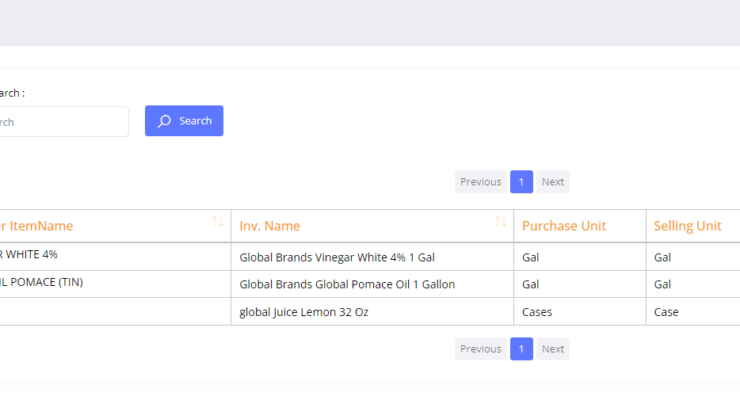 arch :
rch
Search
Previous 1 Next
r ItemName Inv. Name Purchase Unit Selling Unit
R WHITE 4% Global Brands Vinegar White 4% 1 Gal Gal Gal
IL POMACE (TIN) Global Brands Global Pomace Oil 1 Gallon Gal Gal
global Juice Lemon 32 Oz Cases Case
Previous 1 Next